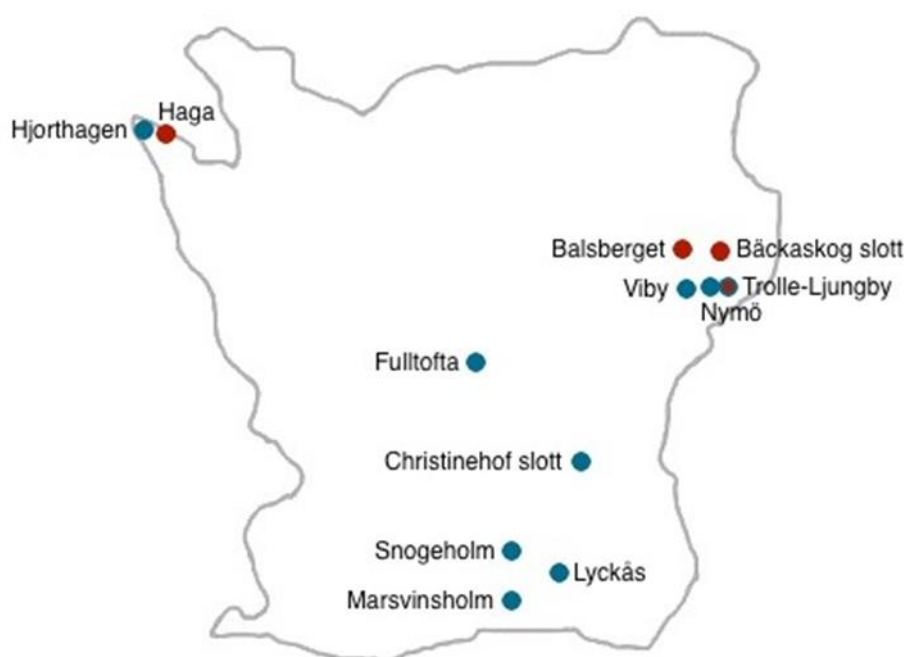 Haga
Hjorthagen
Balsberget
Bäckaskog slott
Viby
Trolle-Ljungby
Nymö
Fulltofta
Christinehof slott
Snogeholm
Lyckås
Marsvinsholm